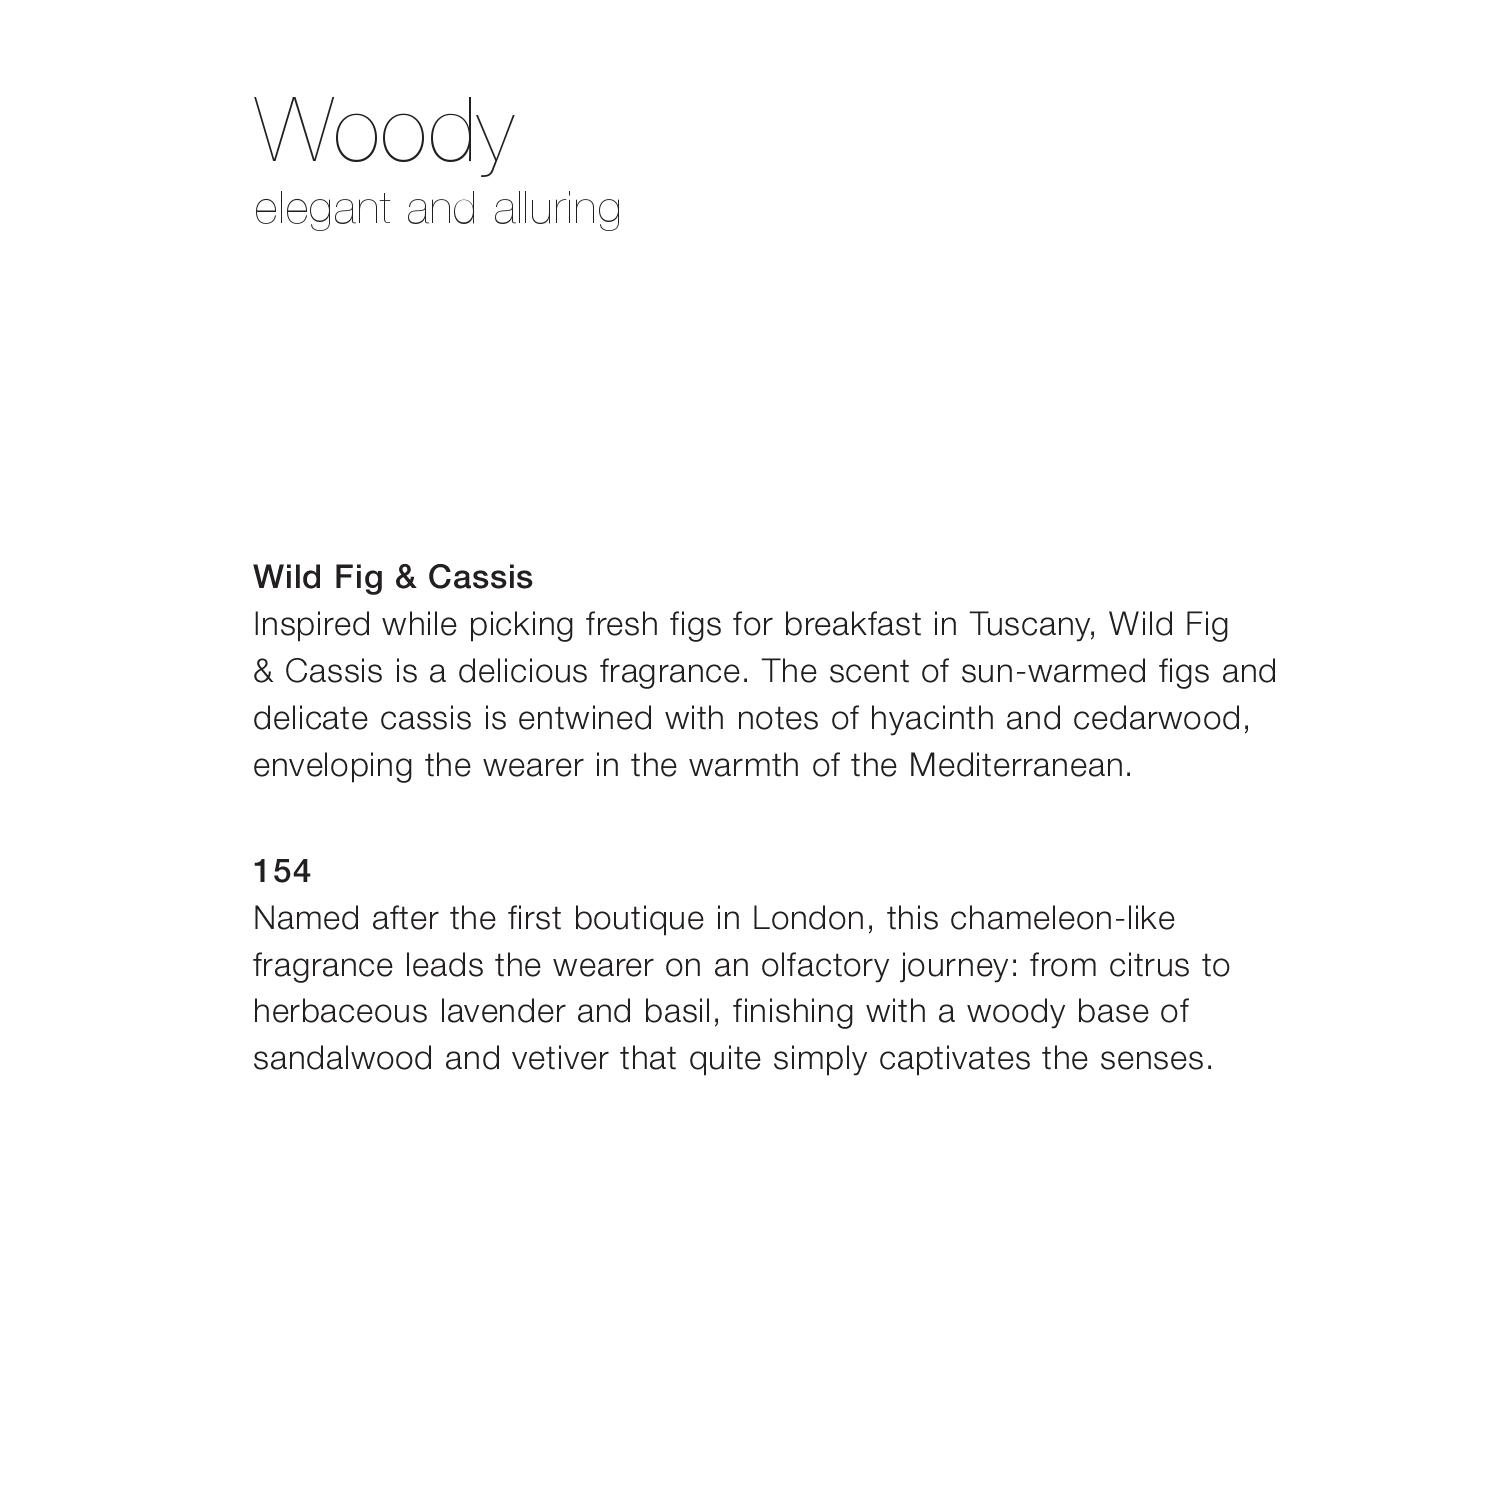 Woody
elegant and alluring
Wild Fig & Cassis
Inspired while picking fresh figs for breakfast in Tuscany, Wild Fig
& Cassis is a delicious fragrance. The scent of sun-warmed figs and
delicate cassis is entwined with notes of hyacinth and cedarwood,
enveloping the wearer in the warmth of the Mediterranean.
154
Named after the first boutique in London, this chameleon-like
fragrance leads the wearer on an olfactory journey: from citrus to
herbaceous lavender and basil, finishing with a woody base of
sandalwood and vetiver that quite simply captivates the senses.